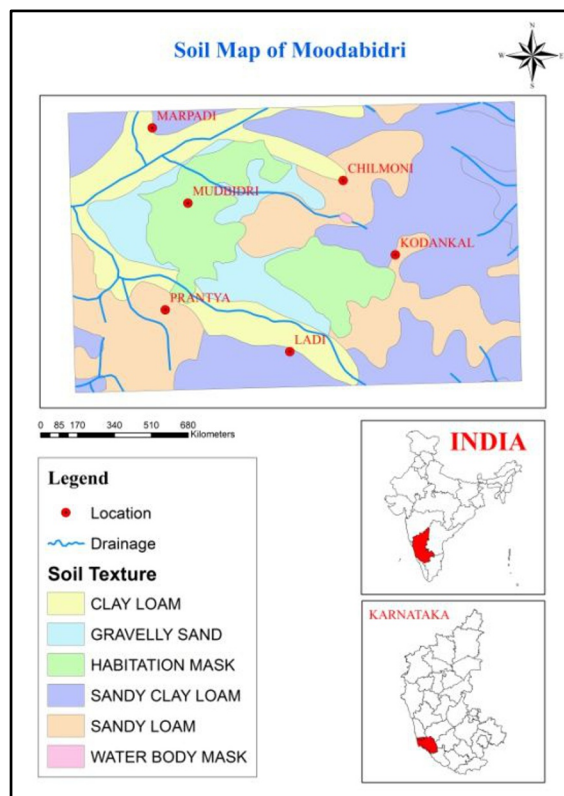 Soil Map of Moodabidri
N
W
E
S
MARPADI
CHILMONI
MUDBIDRI
KODANKAL
PRANTYA
LADI
0 85 170 340 510 680
Kilometers
INDIA
Legend
Location
Drainage
Soil Texture
CLAY LOAM
GRAVELLY SAND
HABITATION MASK
SANDY CLAY LOAM
SANDY LOAM
WATER BODY MASK
KARNATAKA